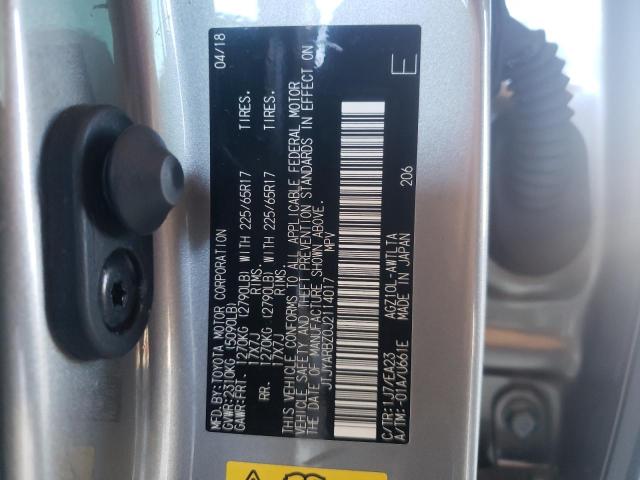 MFD.BY:TOYOTA MOTOR CORPORATION 04/18
GVWR:2310KG (5090LB)
GAWR:FRT. 1270KG (2790LB) WITH 225/65R17 TIRES.
17X7J RIMS.
RR. 1270KG (2790LB) WITH 225/65R17 TIRES.
17X7J RIMS.
THIS VEHICLE CONFORMS TO ALL APPLICABLE FEDERAL MOTOR
VEHICLE SAFETY AND THEFT PREVENTION STANDARDS IN EFFECT ON
THE DATE OF MANUFACTURE SHOWN ABOVE.
JTJYARBZ0J2114017 MPV
E
C/TR:1J7/EA23 AGZ10L-AWTLTA
A/TM:-01A/U661E MADE IN JAPAN 206